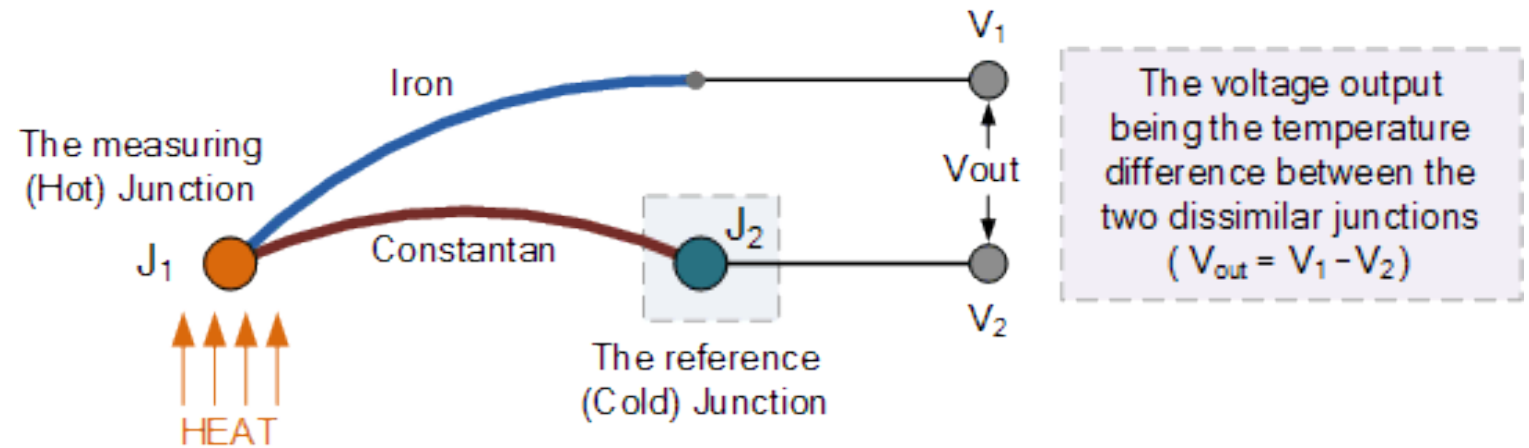 V₁
Iron
The measuring
(Hot) Junction
The voltage output
being the temperature
difference between the
two dissimilar junctions
( Vout = V₁ – V₂)
Vout
J₁
Constantan
J₂
V₂
The reference
(Cold) Junction
HEAT